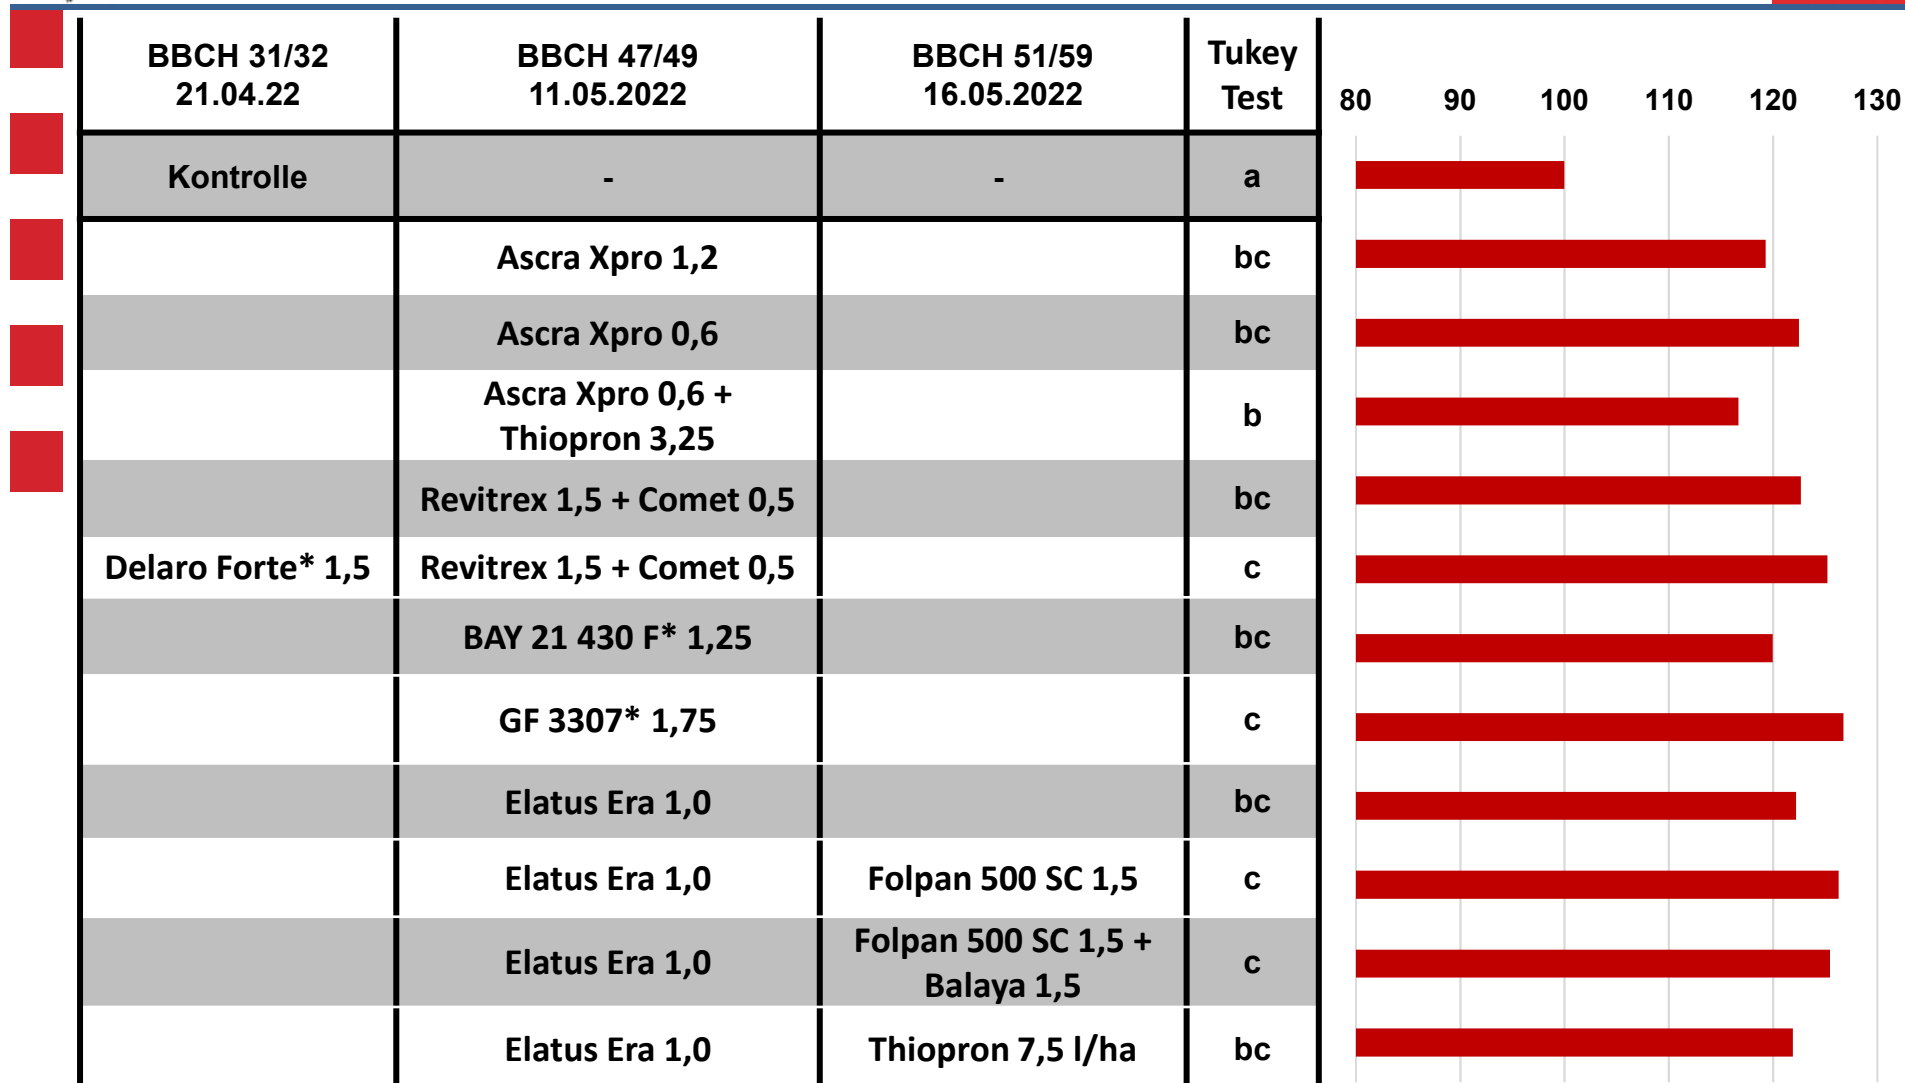 BBCH 31/32
21.04.22
BBCH 47/49
11.05.2022
BBCH 51/59
16.05.2022
Tukey
Test
80 90 100 110 120 130
Kontrolle - - a
Ascra Xpro 1,2 bc
Ascra Xpro 0,6 bc
Ascra Xpro 0,6 +
Thiopron 3,25
b
Revitrex 1,5 + Comet 0,5 bc
Delaro Forte* 1,5 Revitrex 1,5 + Comet 0,5 c
BAY 21 430 F* 1,25 bc
GF 3307* 1,75 c
Elatus Era 1,0 bc
Elatus Era 1,0 Folpan 500 SC 1,5 c
Elatus Era 1,0
Folpan 500 SC 1,5 +
Balaya 1,5
c
Elatus Era 1,0 Thiopron 7,5 l/ha bc